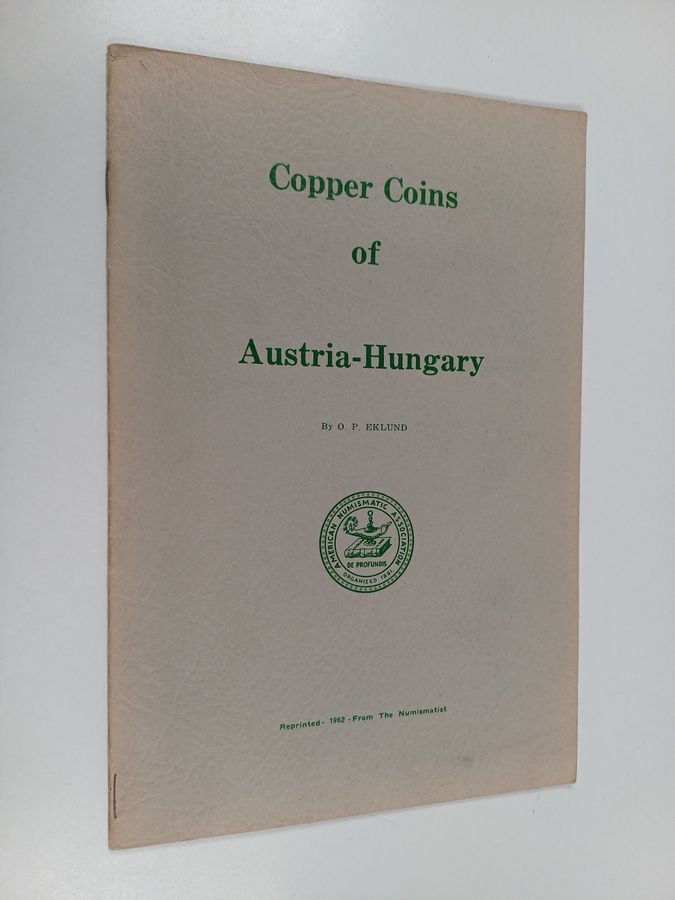 Copper Coins
of
Austria-Hungary
By O. P. EKLUND
AMERICAN NUMISMATIC ASSOCIATION
DE PROFUNDIS
ORGANIZED 1891
Reprinted- 1962 -From The Numismatist